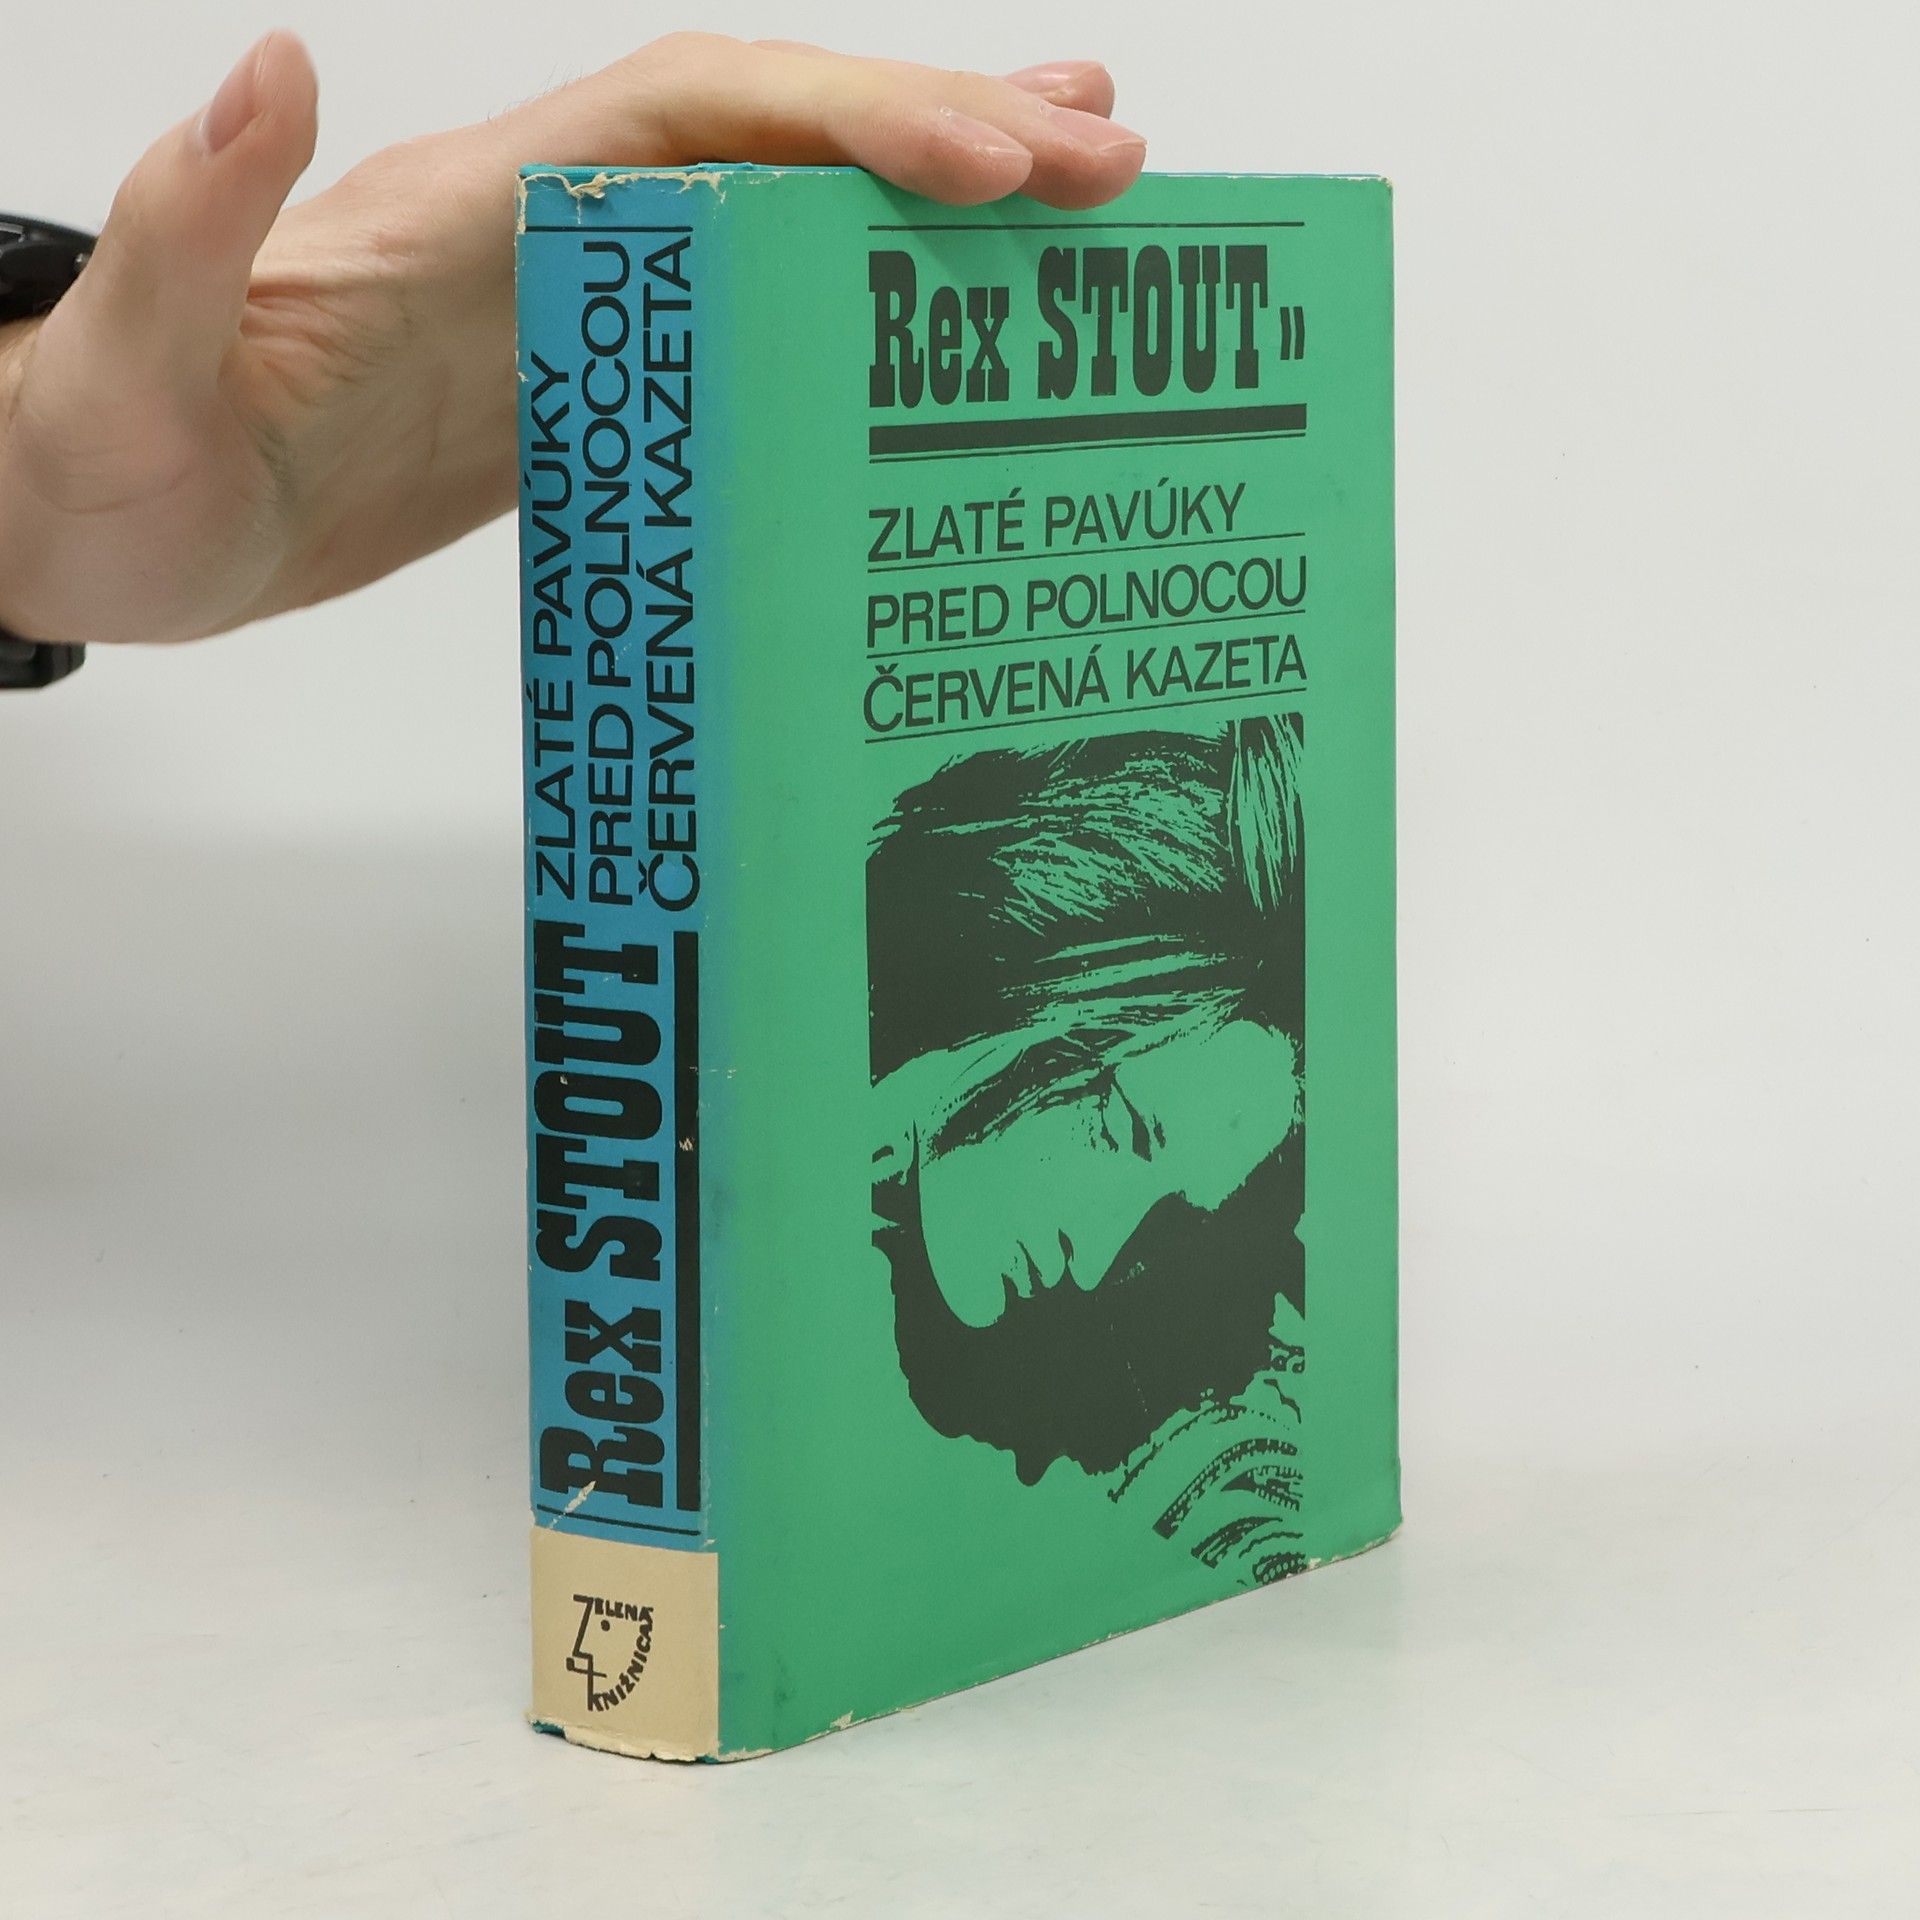 Rex STOUT
ZLATÉ PAVÚKY
PRED POLNOCOU
ČERVENÁ KAZETA
ZELENÁ
KNIŽNICA
Rex STOUT
ZLATÉ PAVÚKY
PRED POLNOCOU
ČERVENÁ KAZETA